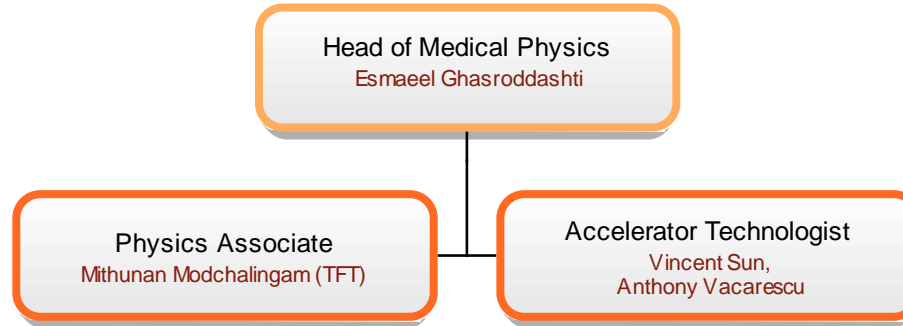 Head of Medical Physics
Esmaeel Ghasroddashti
Physics Associate
Mithunan Modchalingam (TFT)
Accelerator Technologist
Vincent Sun,
Anthony Vacarescu